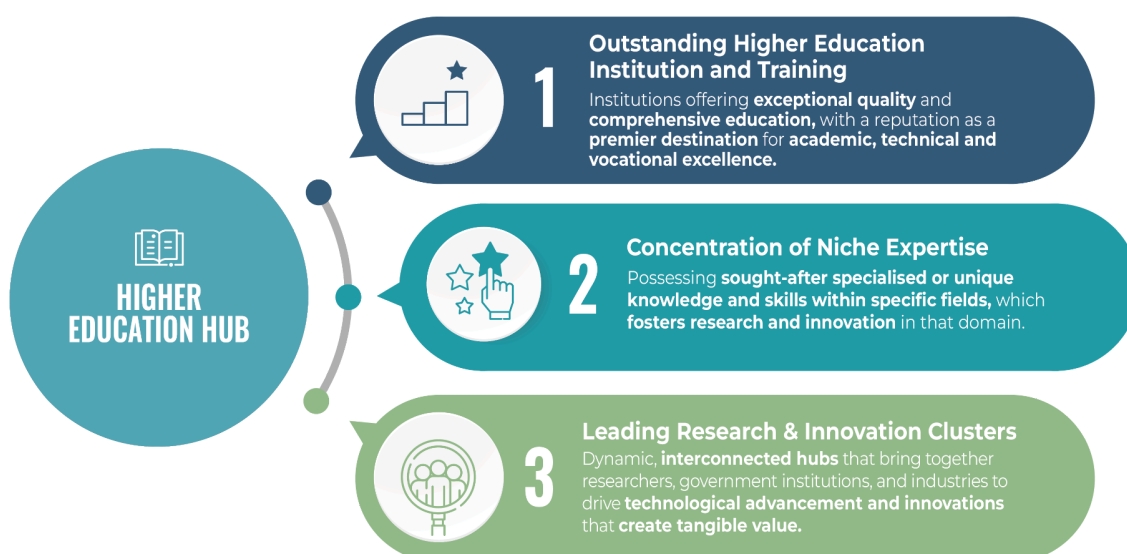 HIGHER
EDUCATION HUB
1
Outstanding Higher Education
Institution and Training
Institutions offering exceptional quality and
comprehensive education, with a reputation as a
premier destination for academic, technical and
vocational excellence.
2
Concentration of Niche Expertise
Possessing sought-after specialised or unique
knowledge and skills within specific fields, which
fosters research and innovation in that domain.
3
Leading Research & Innovation Clusters
Dynamic, interconnected hubs that bring together
researchers, government institutions, and industries to
drive technological advancement and innovations
that create tangible value.